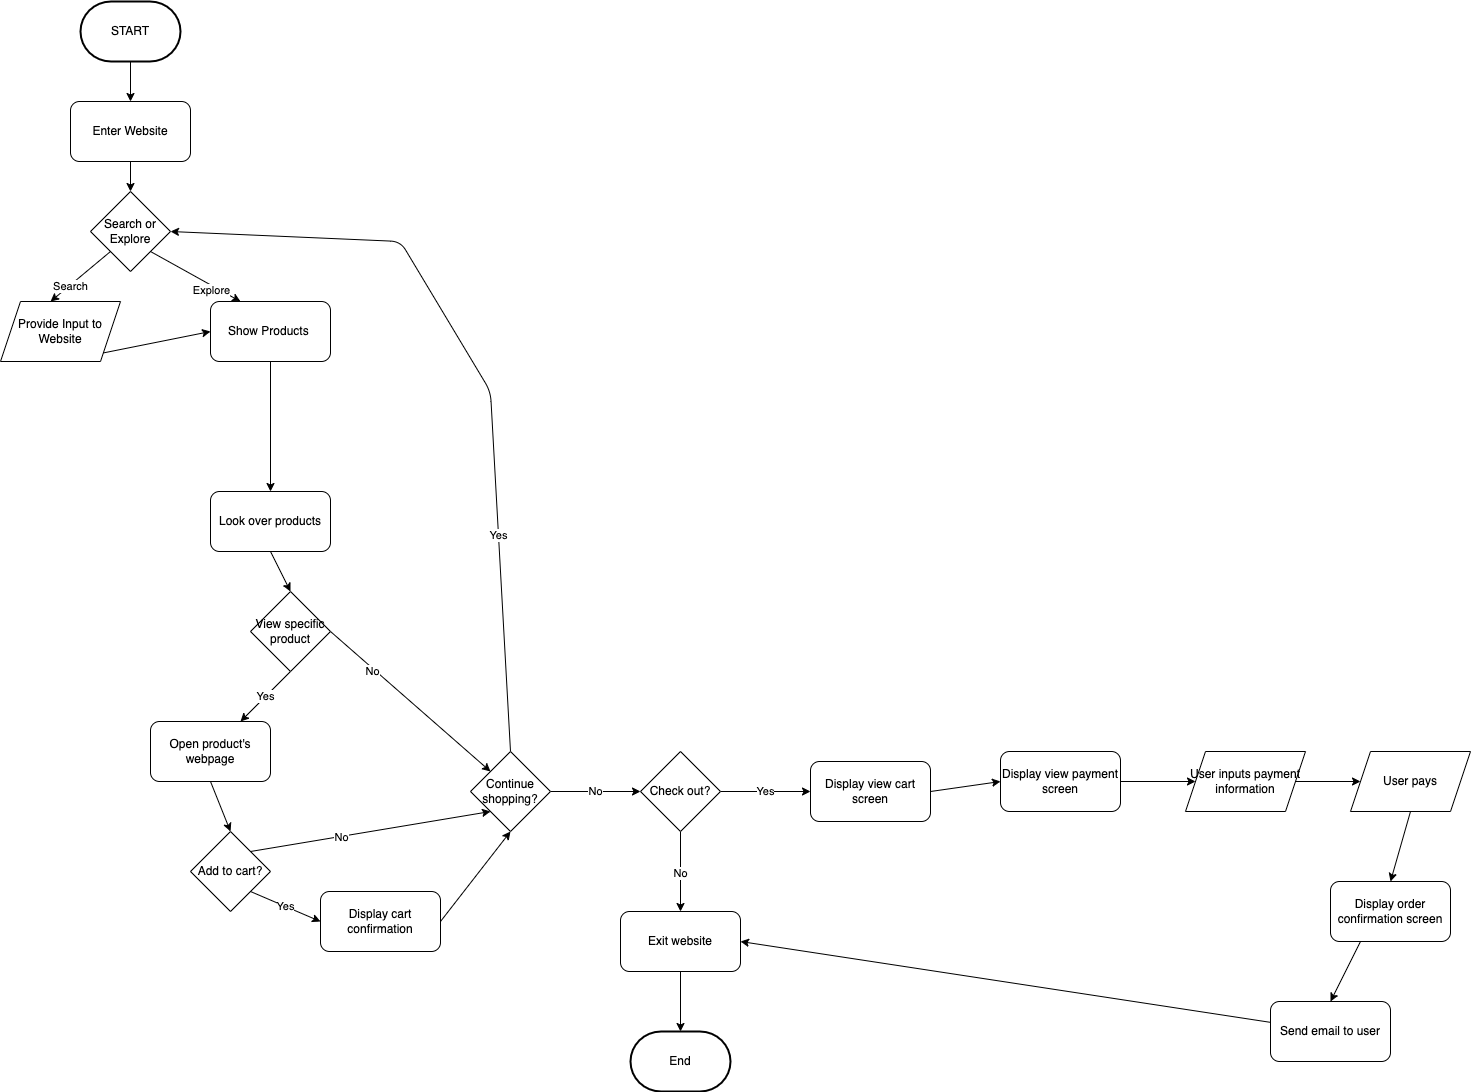 START
Enter Website
Search or
Explore
Search
Explore
Provide Input to
Website
Show Products
Look over products
Yes
View specific
product
No
Yes
Open product's
webpage
Continue
shopping?
No
Check out?
Yes
Display view cart
screen
Display view payment
screen
User inputs payment
information
User pays
No
Add to cart?
Yes
Display cart
confirmation
No
Display order
confirmation screen
Exit website
Send email to user
End